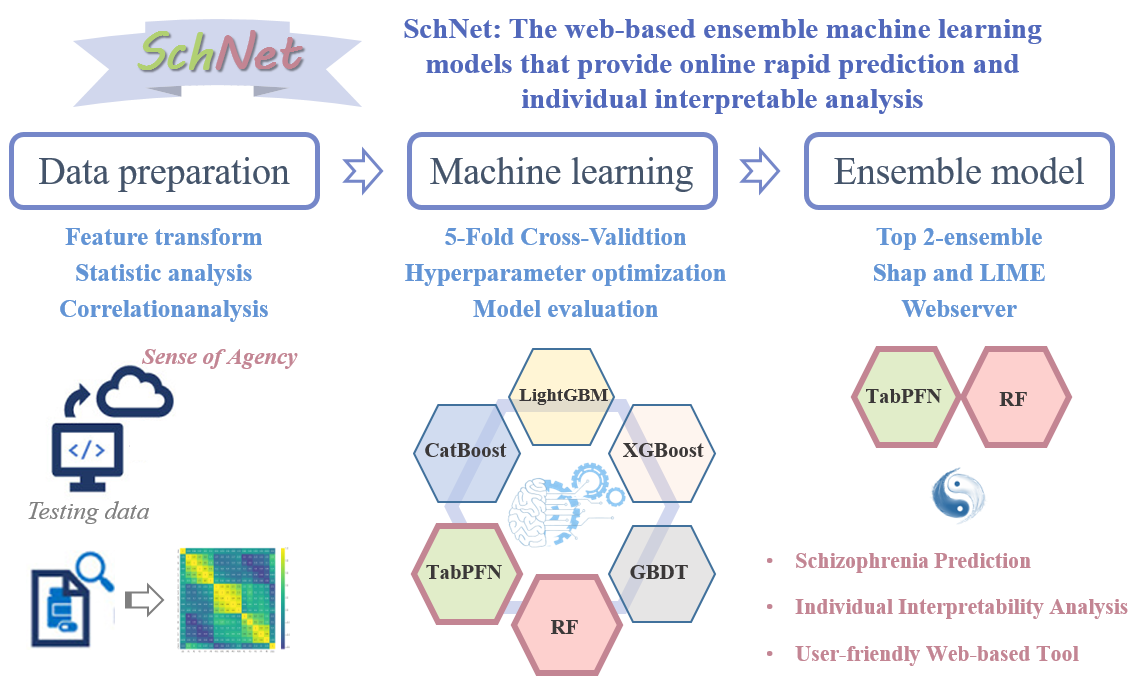 SchNet
SchNet: The web-based ensemble machine learning
models that provide online rapid prediction and
individual interpretable analysis
Data preparation
Machine learning
Ensemble model
Feature transform
Statistic analysis
Correlationanalysis
5-Fold Cross-Validtion
Hyperparameter optimization
Model evaluation
Top 2-ensemble
Shap and LIME
Webserver
Sense of Agency
</>
Testing data
LightGBM
CatBoost
XGBoost
TabPFN
GBDT
RF
TabPFN
RF
• Schizophrenia Prediction
• Individual Interpretability Analysis
• User-friendly Web-based Tool